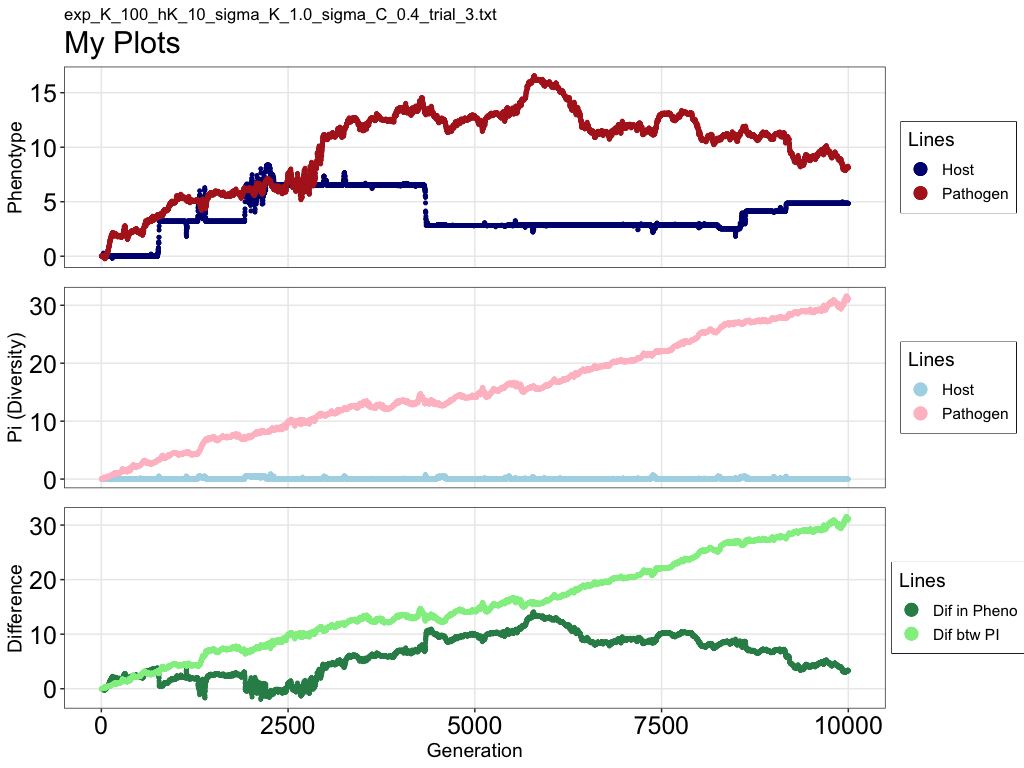 exp_K_100_hK_10_sigma_K_1.0_sigma_C_0.4_trial_3.txt
My Plots
Phenotype
15
10
5
0
Lines
Host
Pathogen
Pi (Diversity)
30
20
10
0
Lines
Host
Pathogen
Difference
30
20
10
0
Lines
Dif in Pheno
Dif btw PI
0 2500 5000 7500 10000
Generation